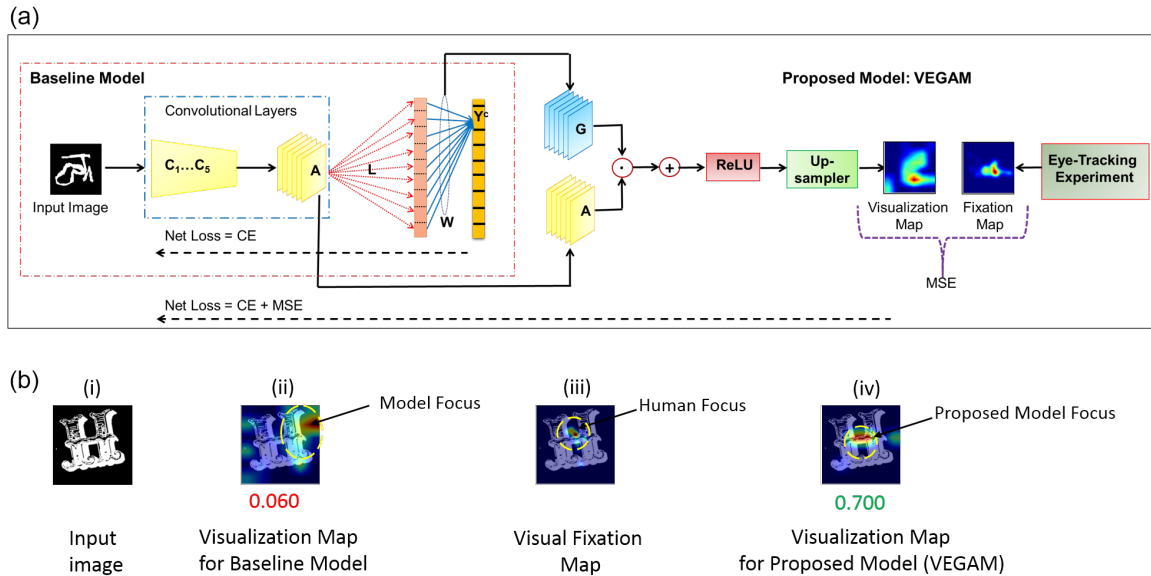 (a)
Baseline Model
Proposed Model: VEGAM
Convolutional Layers
C₁...C₅
A
L
W
Yᶜ
G
A
ReLU
Up-
sampler
Eye-Tracking
Experiment
Input Image
Visualization
Map
Fixation
Map
Net Loss = CE
MSE
Net Loss = CE + MSE
(b)
(i)
(ii)
(iii)
(iv)
Model Focus
Human Focus
Proposed Model Focus
H
H
H
H
0.060
0.700
Input
image
Visualization Map
for Baseline Model
Visual Fixation
Map
Visualization Map
for Proposed Model (VEGAM)